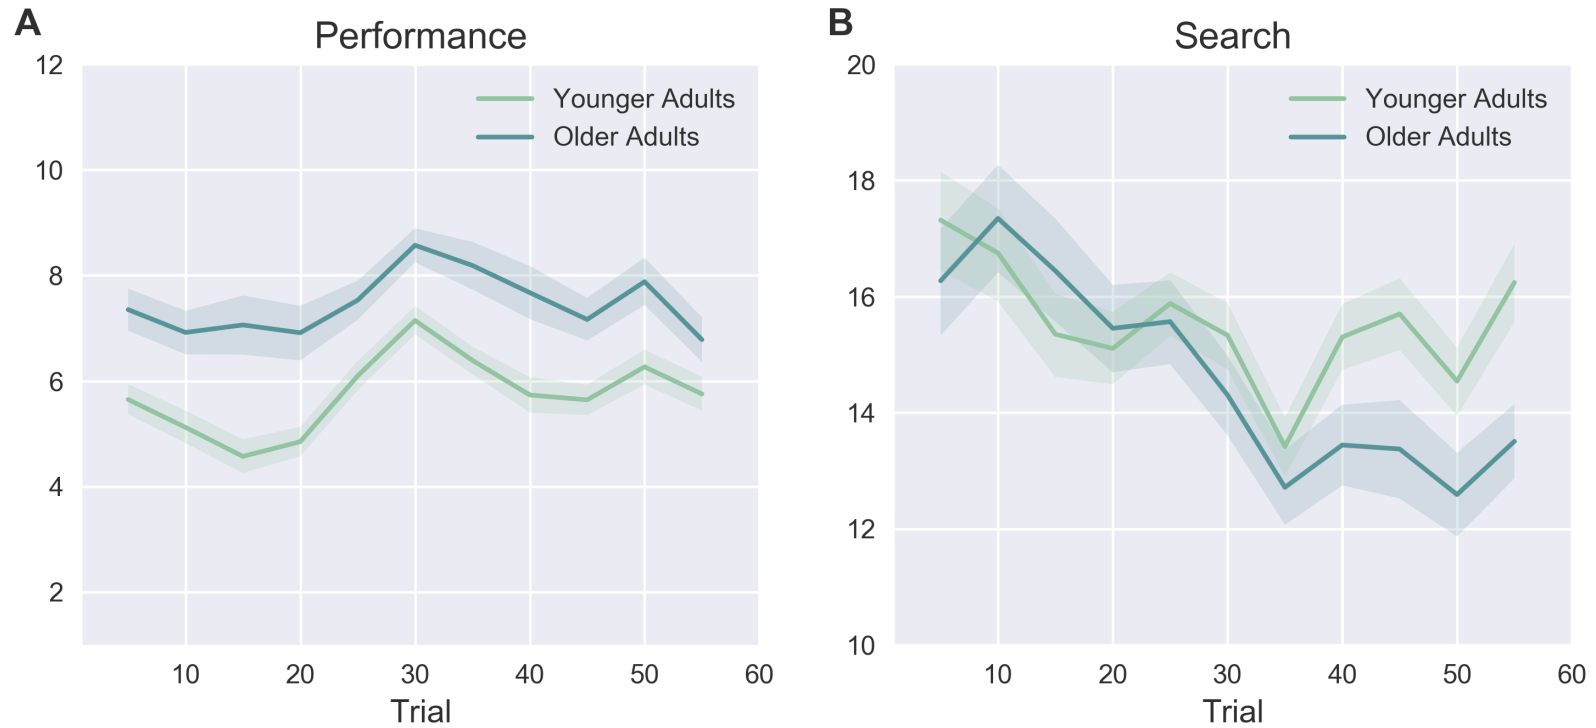 A
Performance
12
10
8
6
4
2
Younger Adults
Older Adults
10 20 30 40 50 60
Trial
B
Search
20
18
16
14
12
10
Younger Adults
Older Adults
10 20 30 40 50 60
Trial